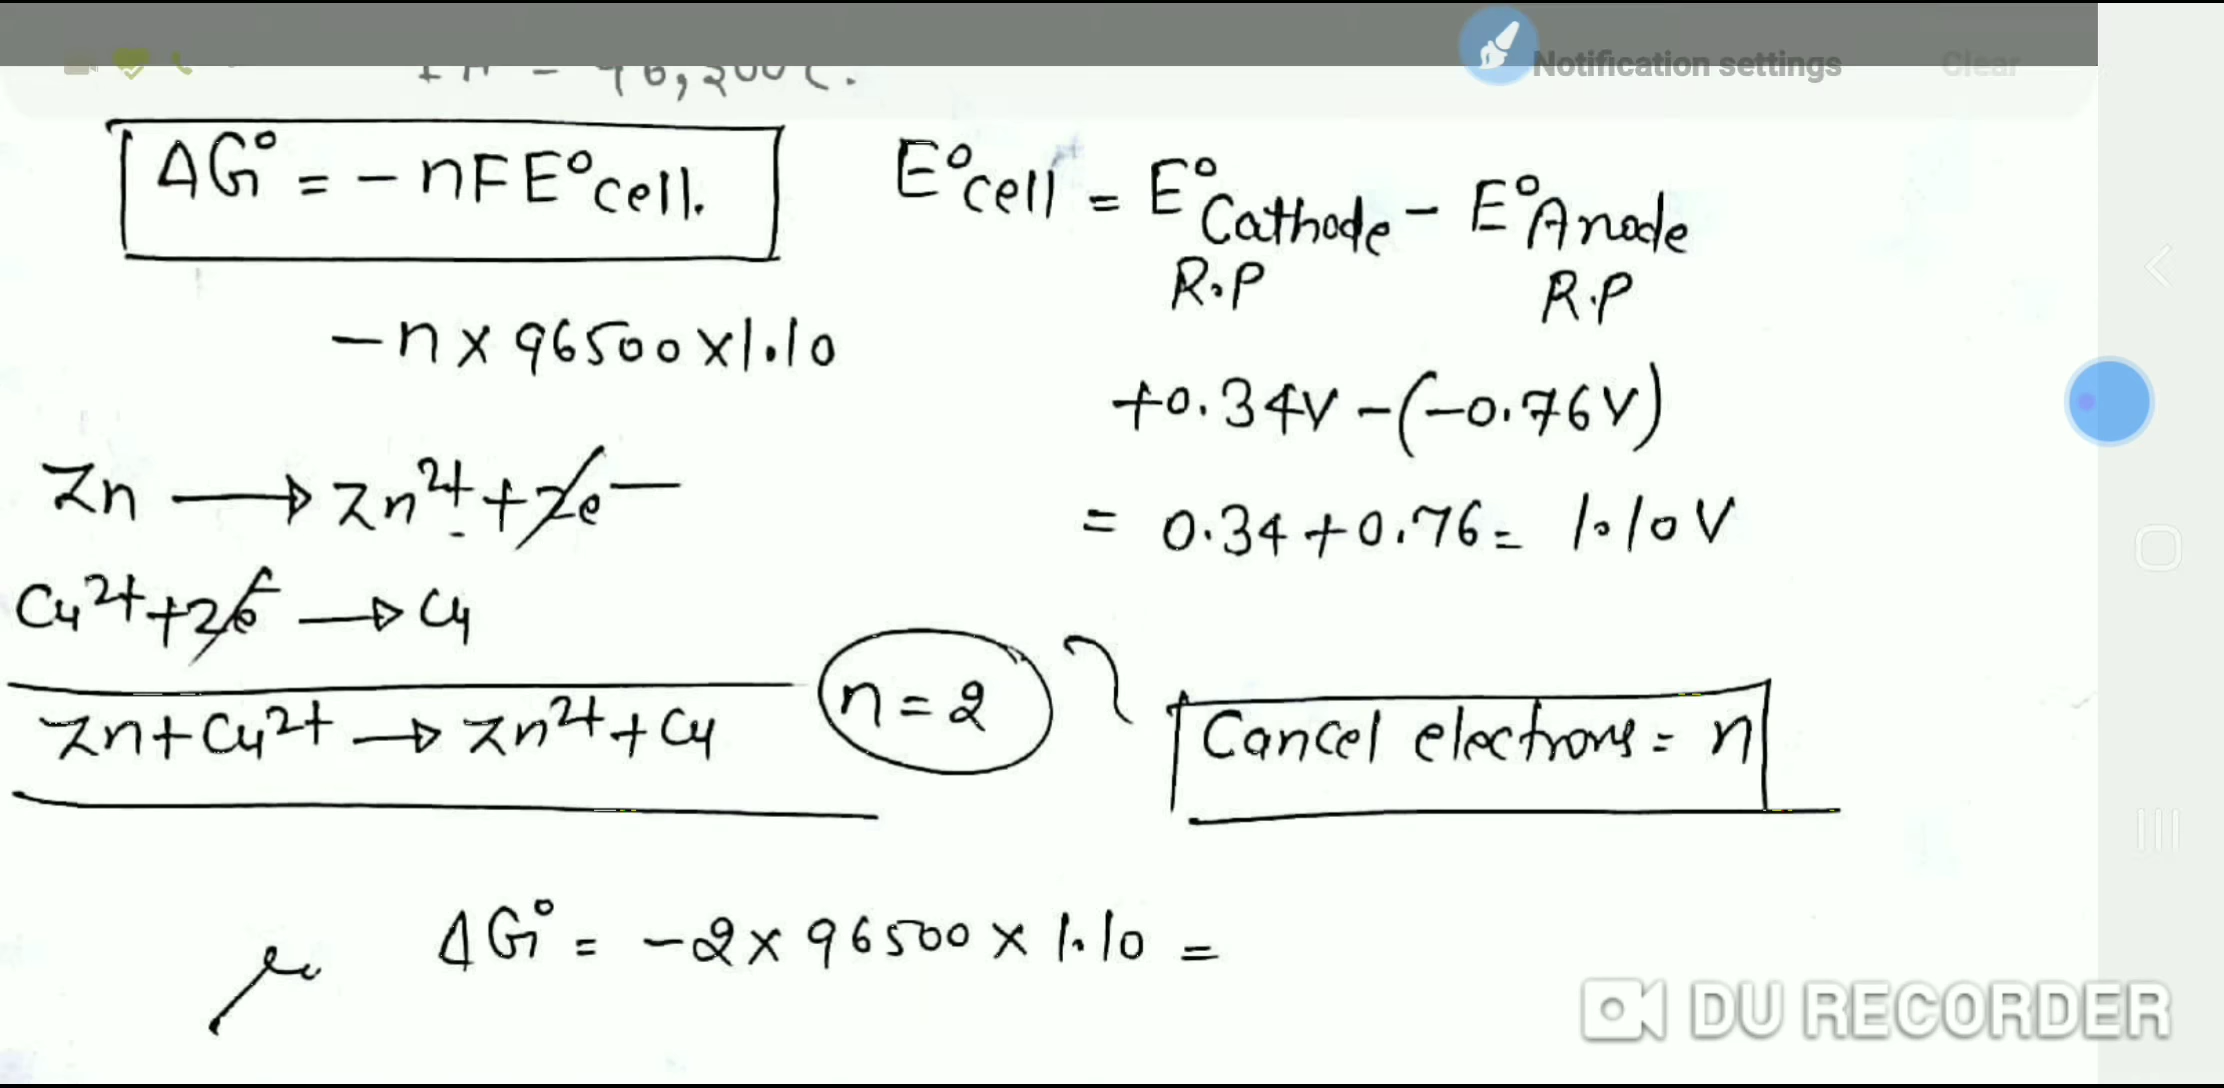 Notification settings Clear
ΔG° = - nFE°cell.
E°cell = E°Cathode - E°Anode
R.P R.P
-n x 96500 x 1.10
+0.34V - (-0.76V)
Zn → Zn2+ + 2e-
= 0.34 + 0.76 = 1.10V
Cu2+ + 2e- → Cu
Zn + Cu2+ → Zn2+ + Cu
n = 2
Cancel electrons = n
ΔG° = -2 x 96500 x 1.10 =
DU RECORDER